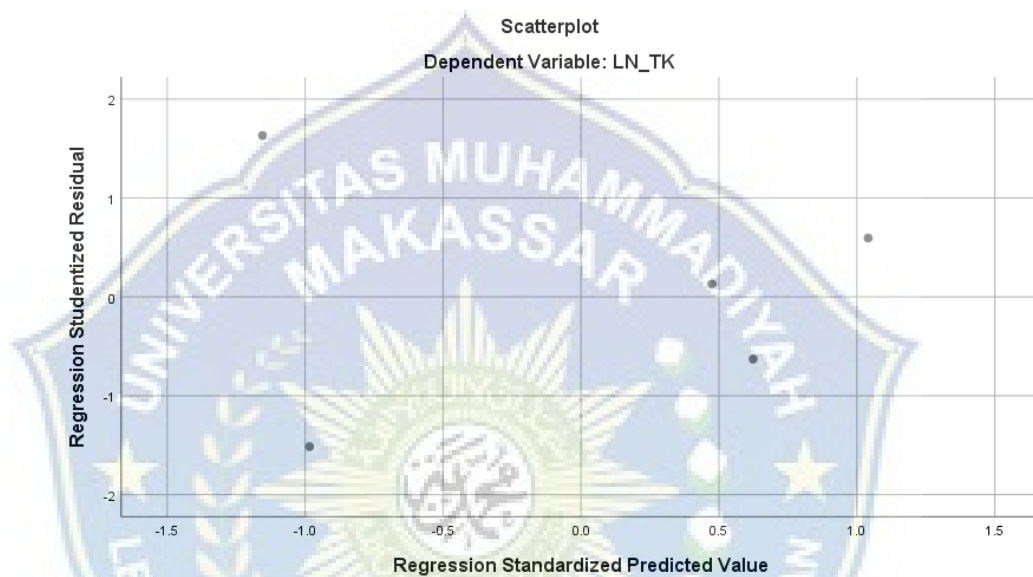 Scatterplot
Dependent Variable: LN_TK
UNIVERSITAS MUHAMMADIYAH
MAKASSAR
Regression Studentized Residual
2
1
0
-1
-2
-1.5 -1.0 -0.5 0.0 0.5 1.0 1.5
Regression Standardized Predicted Value